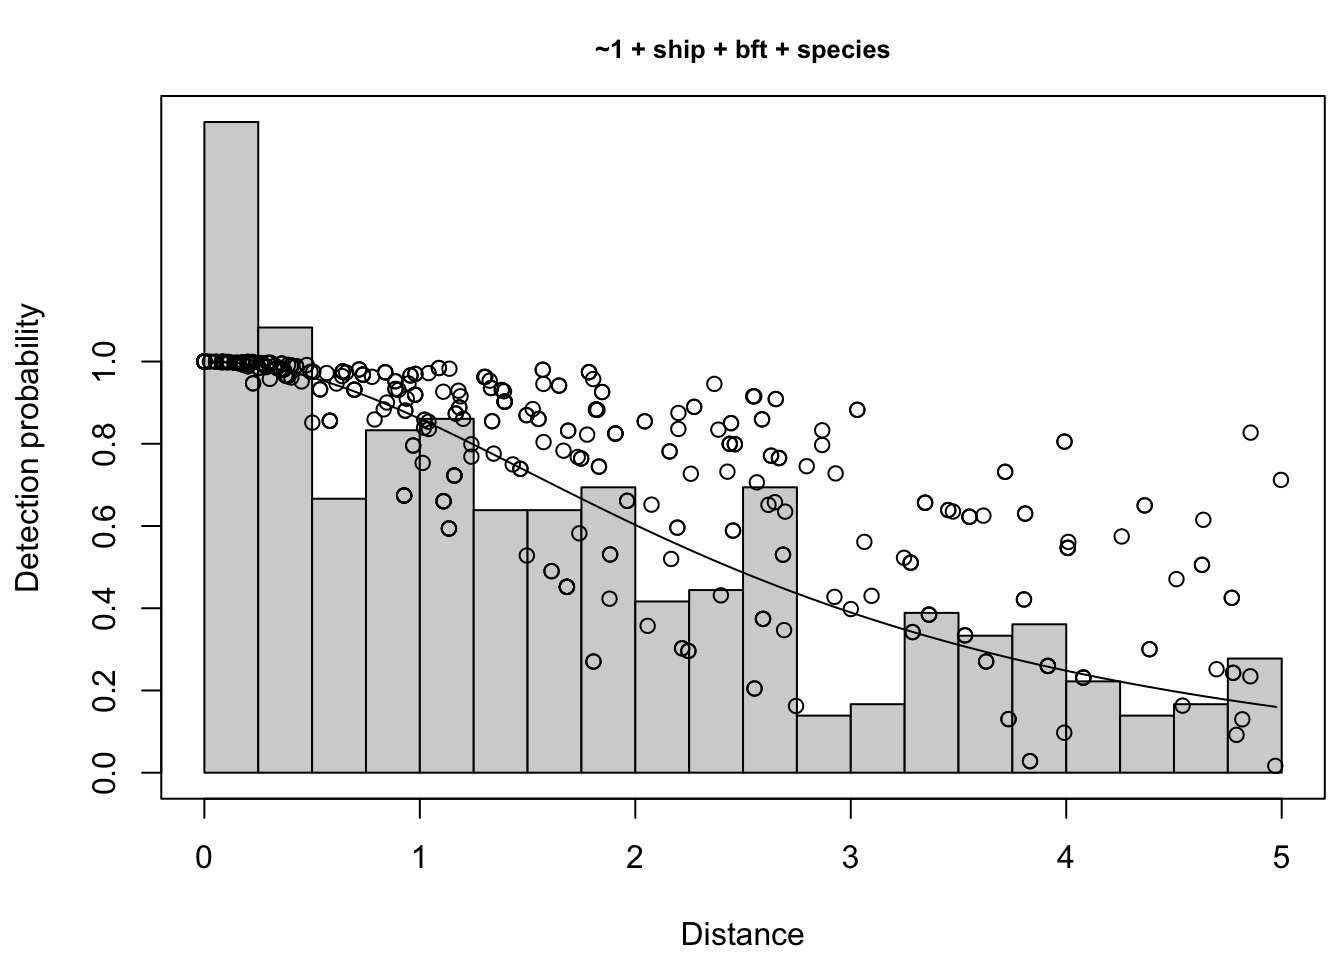 ~1 + ship + bft + species
Detection probability
1.0
0.8
0.6
0.4
0.2
0.0
0 1 2 3 4 5
Distance